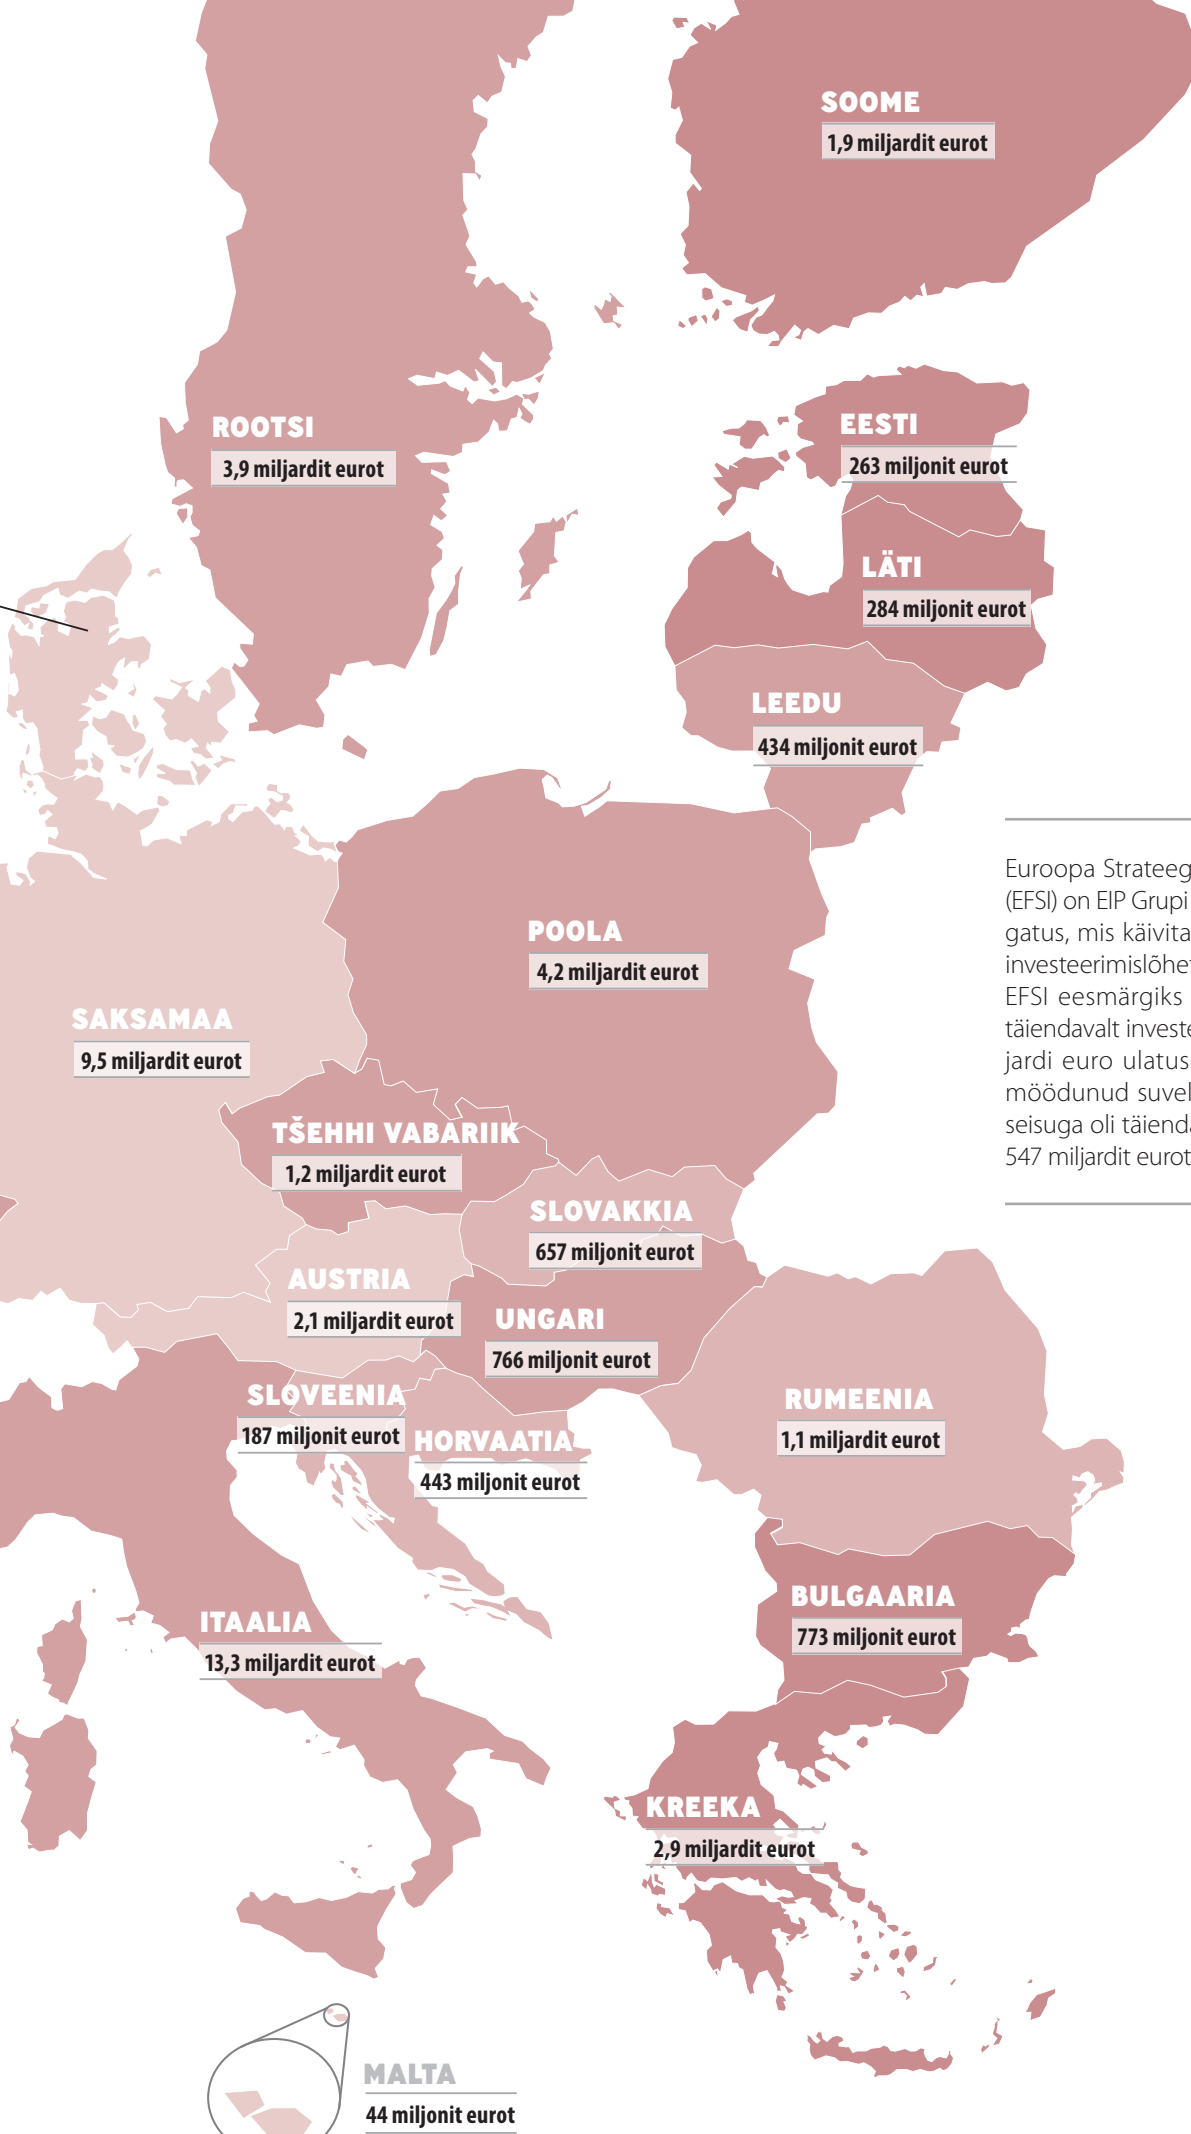 SOOME
1,9 miljardit eurot
ROOTSI
3,9 miljardit eurot
EESTI
263 miljonit eurot
LÄTI
284 miljonit eurot
LEEDU
434 miljonit eurot
POOLA
4,2 miljardit eurot
SAKSAMAA
9,5 miljardit eurot
TŠEHHI VABARIIK
1,2 miljardit eurot
SLOVAKKIA
657 miljonit eurot
AUSTRIA
2,1 miljardit eurot
UNGARI
766 miljonit eurot
SLOVEENIA
187 miljonit eurot
HORVAATIA
443 miljonit eurot
RUMEENIA
1,1 miljardit eurot
BULGAARIA
773 miljonit eurot
ITAALIA
13,3 miljardit eurot
KREEKA
2,9 miljardit eurot
MALTA
44 miljonit eurot
Euroopa Strateeg
(EFSI) on EIP Grupi
gatus, mis käivita
investeerimislõhet
EFSI eesmärgiks
täiendavalt investe
jardi euro ulatus
möödunud suvel
seisuga oli täienda
547 miljardit eurot